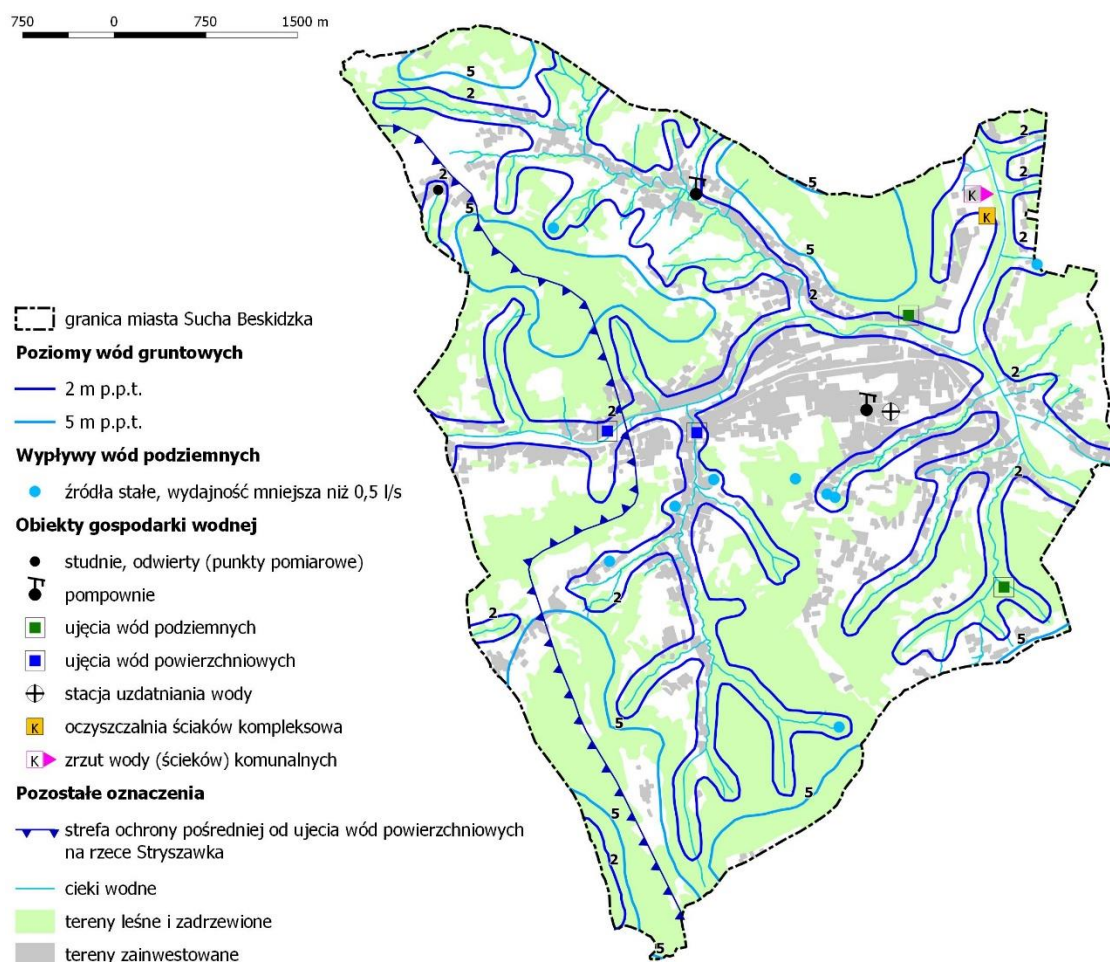 750 0 750 1500 m
granica miasta Sucha Beskidzka
Poziomy wód gruntowych
2 m p.p.t.
5 m p.p.t.
Wypływy wód podziemnych
źródła stałe, wydajność mniejsza niż 0,5 l/s
Obiekty gospodarki wodnej
studnie, odwierty (punkty pomiarowe)
pompownie
ujęcia wód podziemnych
ujęcia wód powierzchniowych
stacja uzdatniania wody
K oczyszczalnia ściaków kompleksowa
K zrzut wody (ścieków) komunalnych
Pozostałe oznaczenia
strefa ochrony pośredniej od ujecia wód powierzchniowych
na rzece Stryszawka
cieki wodne
tereny leśne i zadrzewione
tereny zainwestowane
5
2
2
2
2
5
5
K
K
5
2
2
2
2
2
2
2
5
5
5
5
2
5